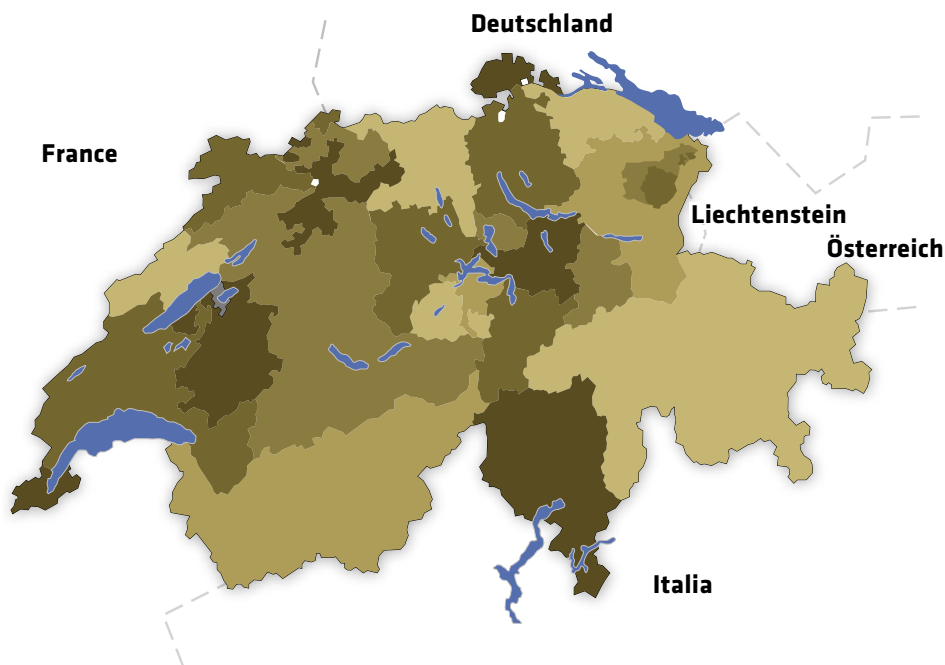 Deutschland
France
Liechtenstein
Österreich
Italia